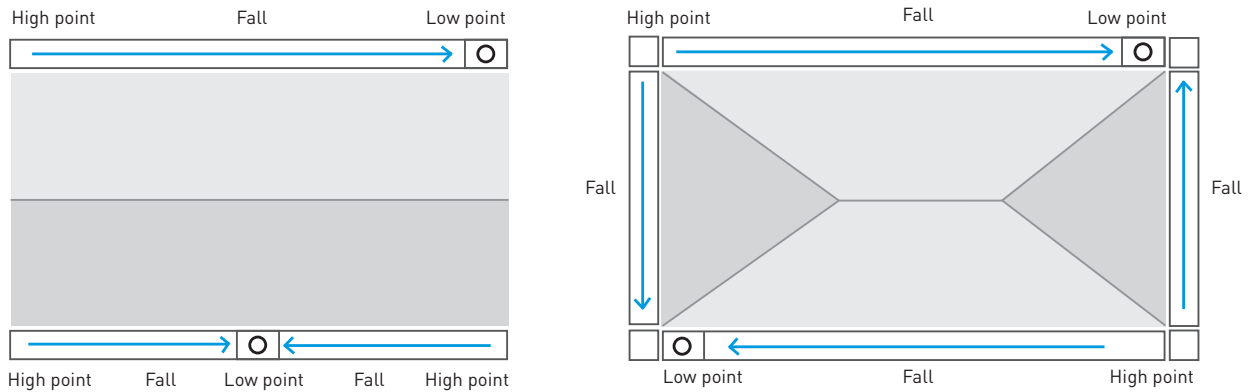 High point Fall Low point
High point Fall Low point Fall High point
High point Fall Low point
Fall
Fall
Low point Fall High point